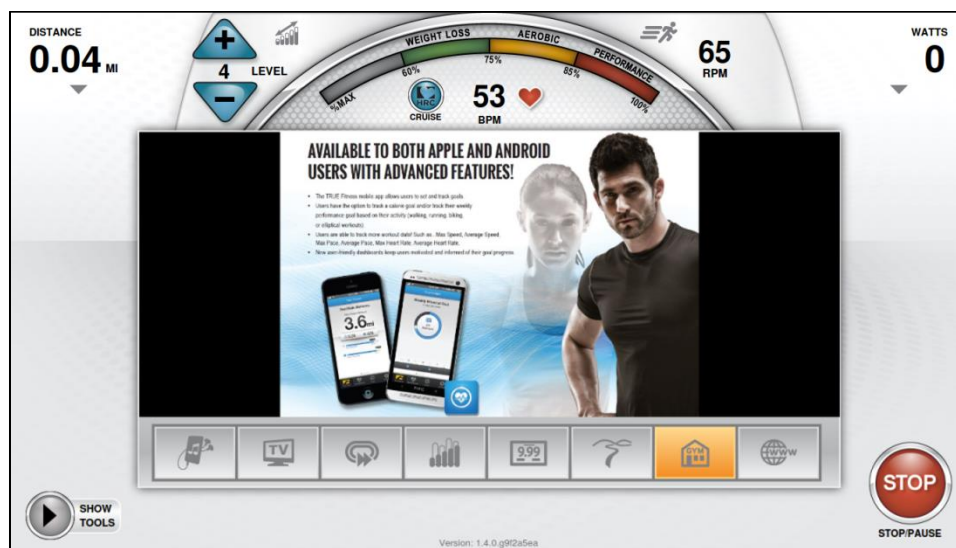 DISTANCE
0.04 MI
4 LEVEL
WEIGHT LOSS
AEROBIC
PERFORMANCE
%MAX
60%
75%
85%
100%
HRC
CRUISE
53
BPM
65
RPM
WATTS
0
AVAILABLE TO BOTH APPLE AND ANDROID
USERS WITH ADVANCED FEATURES!
• The TRUE Fitness mobile app allows users to set and track goals.
• Users have the option to track a calorie goal and/or track their weekly
performance goal based on their activity (walking, running, biking,
or elliptical workouts)
• Users are able to track more workout data! Such as.. Max Speed, Average Speed,
Max Pace, Average Pace, Max Heart Rate, Average Heart Rate.
• New user-friendly dashboards keep users motivated and informed of their goal progress
3.6mi
TV
9.99
GYM
WWW
SHOW
TOOLS
STOP
STOP/PAUSE
Version: 1.4.0.g9f2a5ea